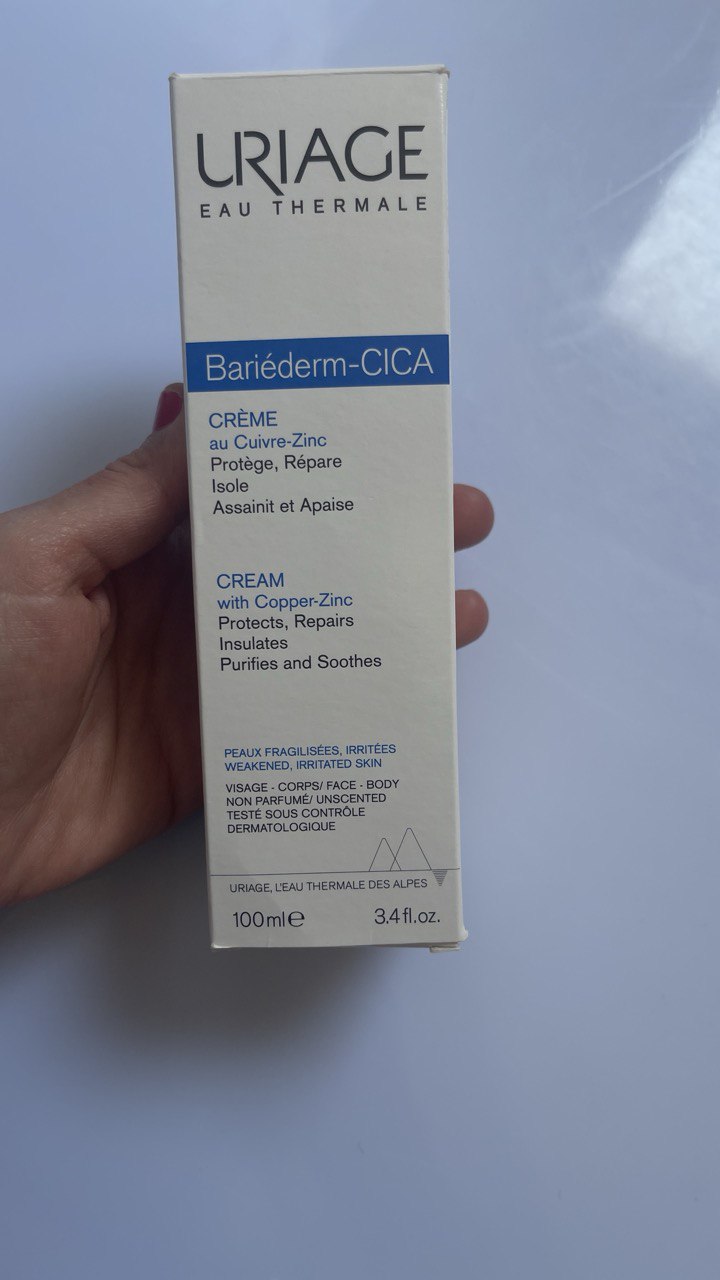 URIAGE
EAU THERMALE
Bariéderm-CICA
CRÈME
au Cuivre-Zinc
Protège, Répare
Isole
Assainit et Apaise
CREAM
with Copper-Zinc
Protects, Repairs
Insulates
Purifies and Soothes
PEAUX FRAGILISÉES, IRRITÉES
WEAKENED, IRRITATED SKIN
VISAGE - CORPS/ FACE - BODY
NON PARFUMÉ/ UNSCENTED
TESTÉ SOUS CONTRÔLE
DERMATOLOGIQUE
URIAGE, L'EAU THERMALE DES ALPES
100ml℮ 3.4fl.oz.